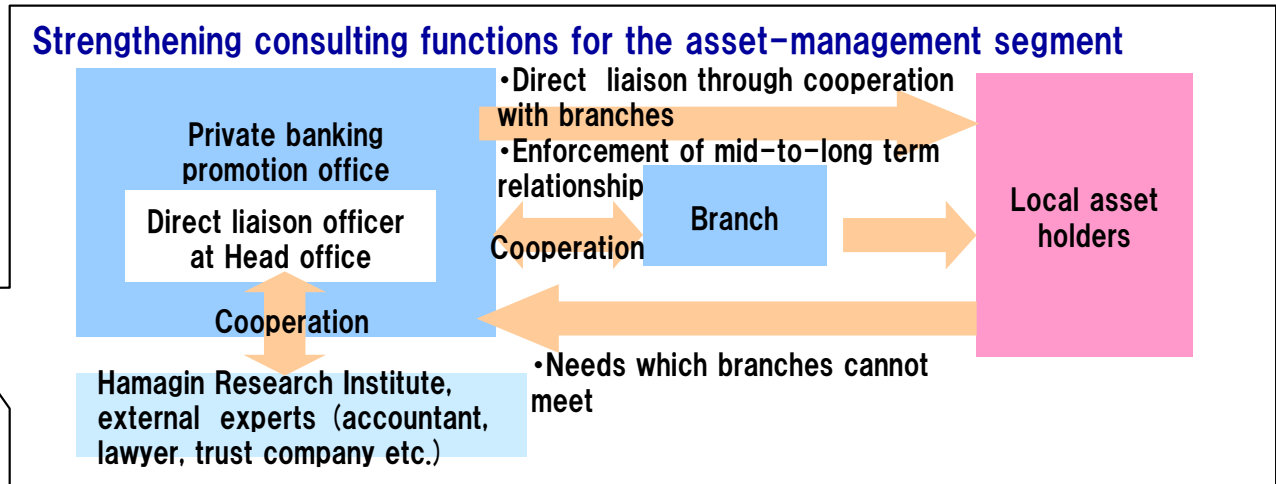 Strengthening consulting functions for the asset-management segment
Private banking
promotion office
Direct liaison officer
at Head office
Cooperation
Hamagin Research Institute,
external experts (accountant,
lawyer, trust company etc.)
・Direct liaison through cooperation
with branches
・Enforcement of mid-to-long term
relationship
Cooperation
Branch
Local asset
holders
・Needs which branches cannot
meet